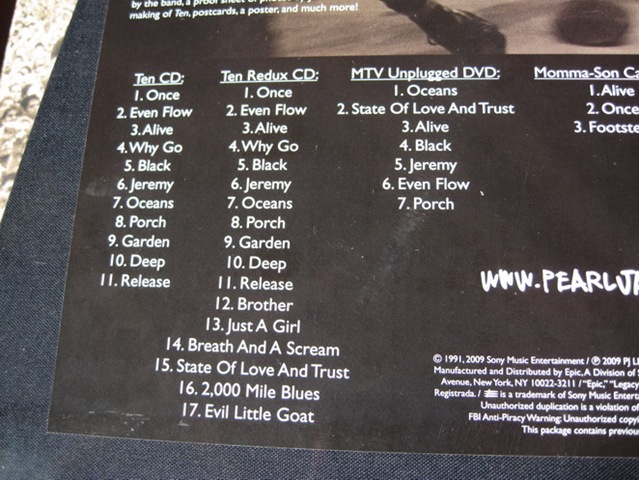 by the band, a proof sheet of
making of Ten, postcards, a poster, and much more!
Ten CD:
1. Once
2. Even Flow
3. Alive
4. Why Go
5. Black
6. Jeremy
7. Oceans
8. Porch
9. Garden
10. Deep
11. Release
Ten Redux CD:
1. Once
2. Even Flow
3. Alive
4. Why Go
5. Black
6. Jeremy
7. Oceans
8. Porch
9. Garden
10. Deep
11. Release
12. Brother
13. Just A Girl
14. Breath And A Scream
15. State Of Love And Trust
16. 2,000 Mile Blues
17. Evil Little Goat
MTV Unplugged DVD:
1. Oceans
2. State Of Love And Trust
3. Alive
4. Black
5. Jeremy
6. Even Flow
7. Porch
Momma-Son Ca
1. Alive
2. Once
3. Footste
WWW.PEARLJA
© 1991, 2009 Sony Music Entertainment / ℗ 2009 PJ L
Manufactured and Distributed by Epic, A Division of S
Avenue, New York, NY 10022-3211 / "Epic," "Legacy
Registrada. / is a trademark of Sony Music Entert
Unauthorized duplication is a violation of
FBI Anti-Piracy Warning: Unauthorized copyi
This package contains previou